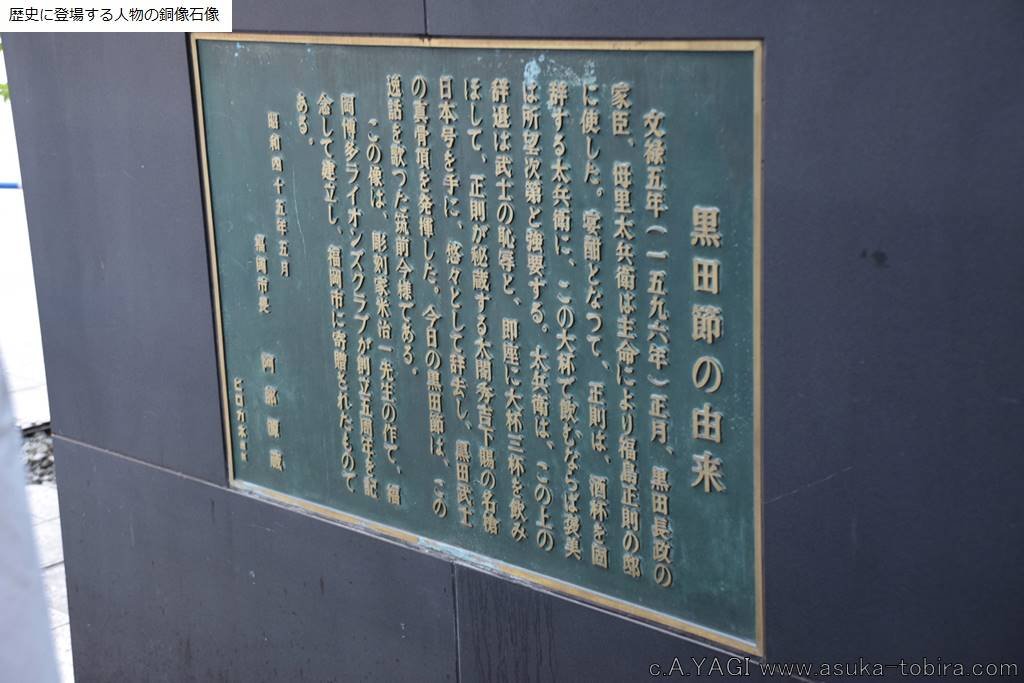 歴史に登場する人物の銅像石像
黒田節の由来
文禄五年(一五九六年)正月、黒田長政の
家臣、母里太兵衛は主命により福島正則の邸
に使した。宴酣となつて、正則は、酒杯を固
辞する太兵衛に、この大杯で飲むならば褒美
は所望次第と強要する。太兵衛は、この上の
辞退は武士の恥辱と、即座に大杯三杯を飲み
ほして、正則が秘蔵する太閤秀吉下賜の名槍
日本号を手に、悠々として辞去し、黒田武士
の真骨頂を発揮した。今日の黒田節は、この
逸話を歌つた筑前今様である。
この像は、彫刻家米治一先生の作で、福
岡博多ライオンズクラブが創立五周年を記
念して建立し、福岡市に寄贈されたもので
ある。
昭和四十五年五月
福岡市長 阿部源蔵
c.A.YAGI www.asuka-tobira.com